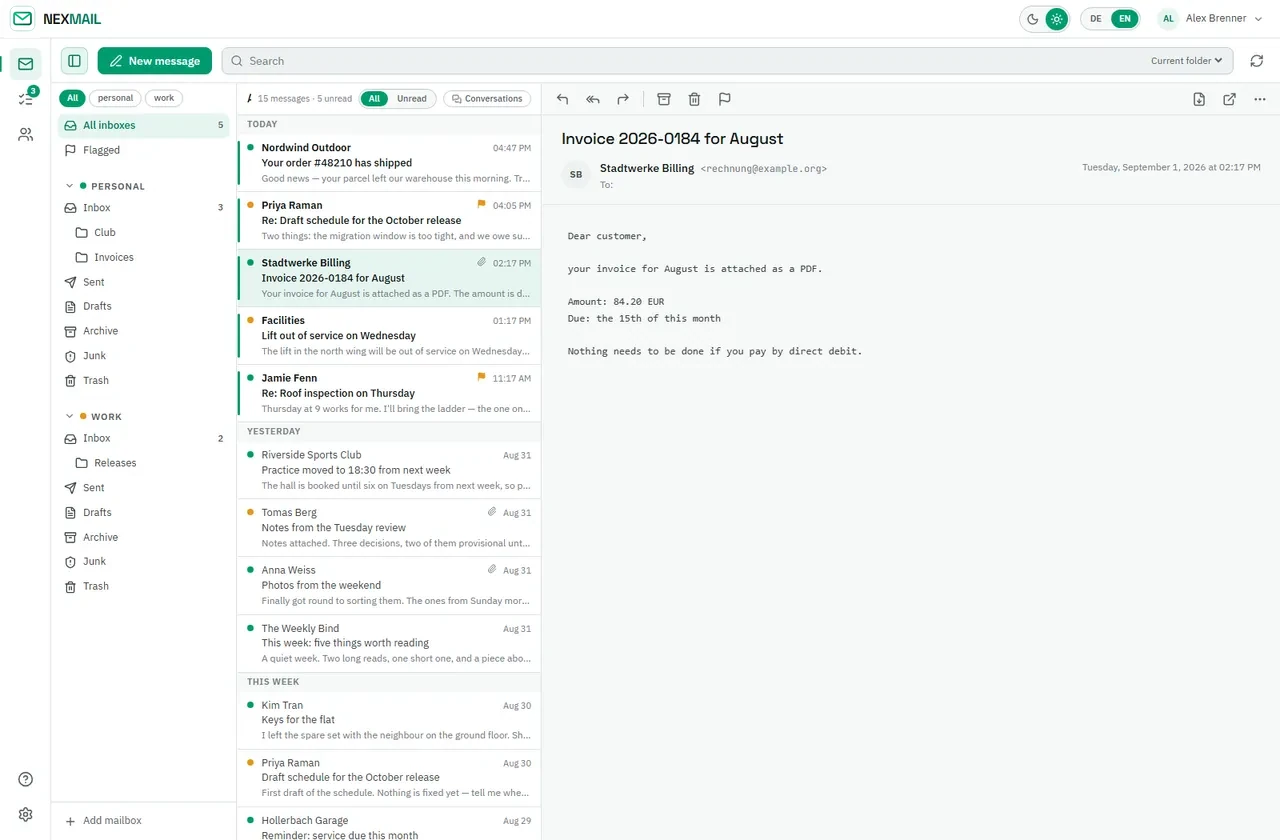 NEXMAIL
DE EN
AL Alex Brenner
New message
Search
Current folder
3
All personal work
All inboxes 5
Flagged
PERSONAL
Inbox 3
Club
Invoices
Sent
Drafts
Archive
Junk
Trash
WORK
Inbox 2
Releases
Sent
Drafts
Archive
Junk
Trash
Add mailbox
15 messages · 5 unread All Unread Conversations
TODAY
Nordwind Outdoor 04:47 PM
Your order #48210 has shipped
Good news — your parcel left our warehouse this morning. Tr...
Priya Raman 04:05 PM
Re: Draft schedule for the October release
Two things: the migration window is too tight, and we owe su...
Stadtwerke Billing 02:17 PM
Invoice 2026-0184 for August
Your invoice for August is attached as a PDF. The amount is d...
Facilities 01:17 PM
Lift out of service on Wednesday
The lift in the north wing will be out of service on Wednesday...
Jamie Fenn 11:17 AM
Re: Roof inspection on Thursday
Thursday at 9 works for me. I'll bring the ladder — the one on...
YESTERDAY
Riverside Sports Club Aug 31
Practice moved to 18:30 from next week
The hall is booked until six on Tuesdays from next week, so p...
Tomas Berg Aug 31
Notes from the Tuesday review
Notes attached. Three decisions, two of them provisional unt...
Anna Weiss Aug 31
Photos from the weekend
Finally got round to sorting them. The ones from Sunday mor...
The Weekly Bind Aug 31
This week: five things worth reading
A quiet week. Two long reads, one short one, and a piece abo...
THIS WEEK
Kim Tran Aug 30
Keys for the flat
I left the spare set with the neighbour on the ground floor. Sh...
Priya Raman Aug 30
Draft schedule for the October release
First draft of the schedule. Nothing is fixed yet — tell me whe...
Hollerbach Garage Aug 29
Reminder: service due this month
Invoice 2026-0184 for August
SB
Stadtwerke Billing <rechnung@example.org> Tuesday, September 1, 2026 at 02:17 PM
To:
Dear customer,
your invoice for August is attached as a PDF.
Amount: 84.20 EUR
Due: the 15th of this month
Nothing needs to be done if you pay by direct debit.